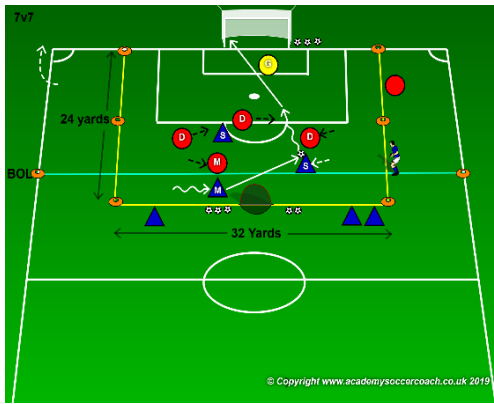 7v7
G
24 yards
D
S
D
D
M
S
BOL
M
32 Yards
© Copyright www.academysoccercoach.co.uk 2019